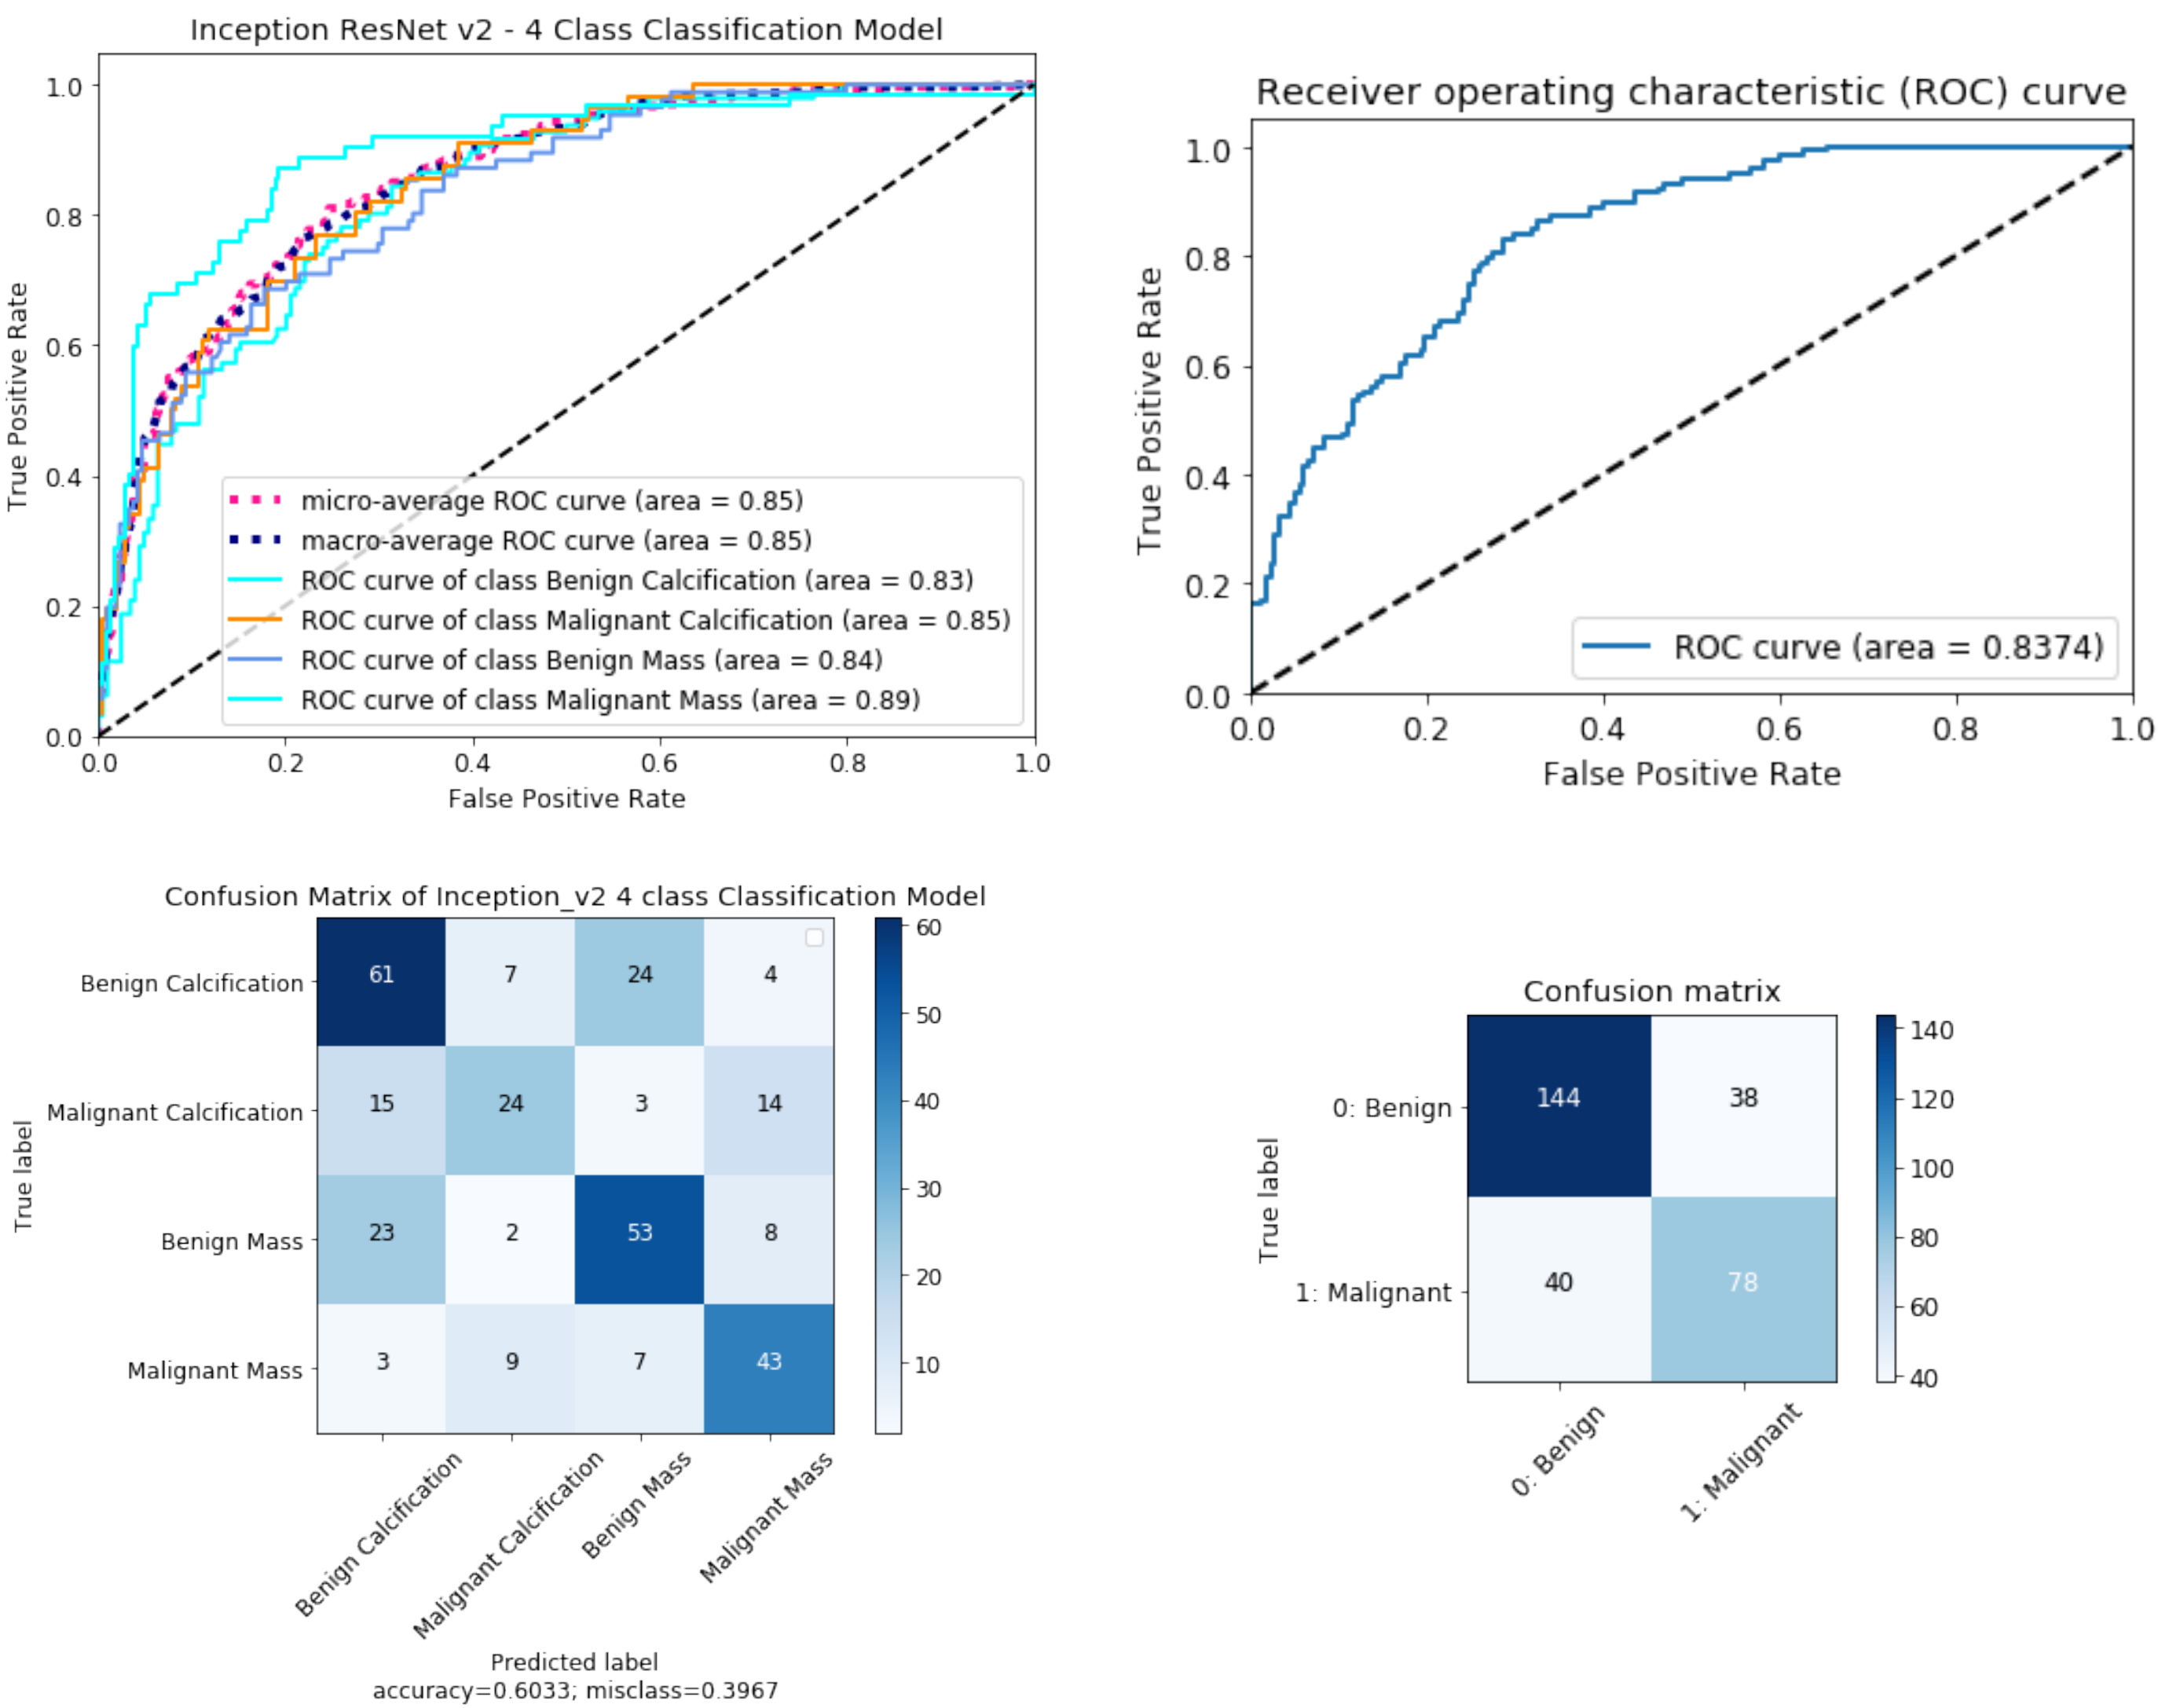 Inception ResNet v2 - 4 Class Classification Model
1.0
0.8
0.6
0.4
0.2
0.0
True Positive Rate
micro-average ROC curve (area = 0.85)
macro-average ROC curve (area = 0.85)
ROC curve of class Benign Calcification (area = 0.83)
ROC curve of class Malignant Calcification (area = 0.85)
ROC curve of class Benign Mass (area = 0.84)
ROC curve of class Malignant Mass (area = 0.89)
0.0 0.2 0.4 0.6 0.8 1.0
False Positive Rate
Receiver operating characteristic (ROC) curve
1.0
0.8
0.6
0.4
0.2
0.0
True Positive Rate
ROC curve (area = 0.8374)
0.0 0.2 0.4 0.6 0.8 1.0
False Positive Rate
Confusion Matrix of Inception_v2 4 class Classification Model
True label
Benign Calcification 61 7 24 4
Malignant Calcification 15 24 3 14
Benign Mass 23 2 53 8
Malignant Mass 3 9 7 43
60
50
40
30
20
10
Benign Calcification
Malignant Calcification
Benign Mass
Malignant Mass
Predicted label
accuracy=0.6033; misclass=0.3967
Confusion matrix
True label
0: Benign 144 38
1: Malignant 40 78
140
120
100
80
60
40
0: Benign
1: Malignant